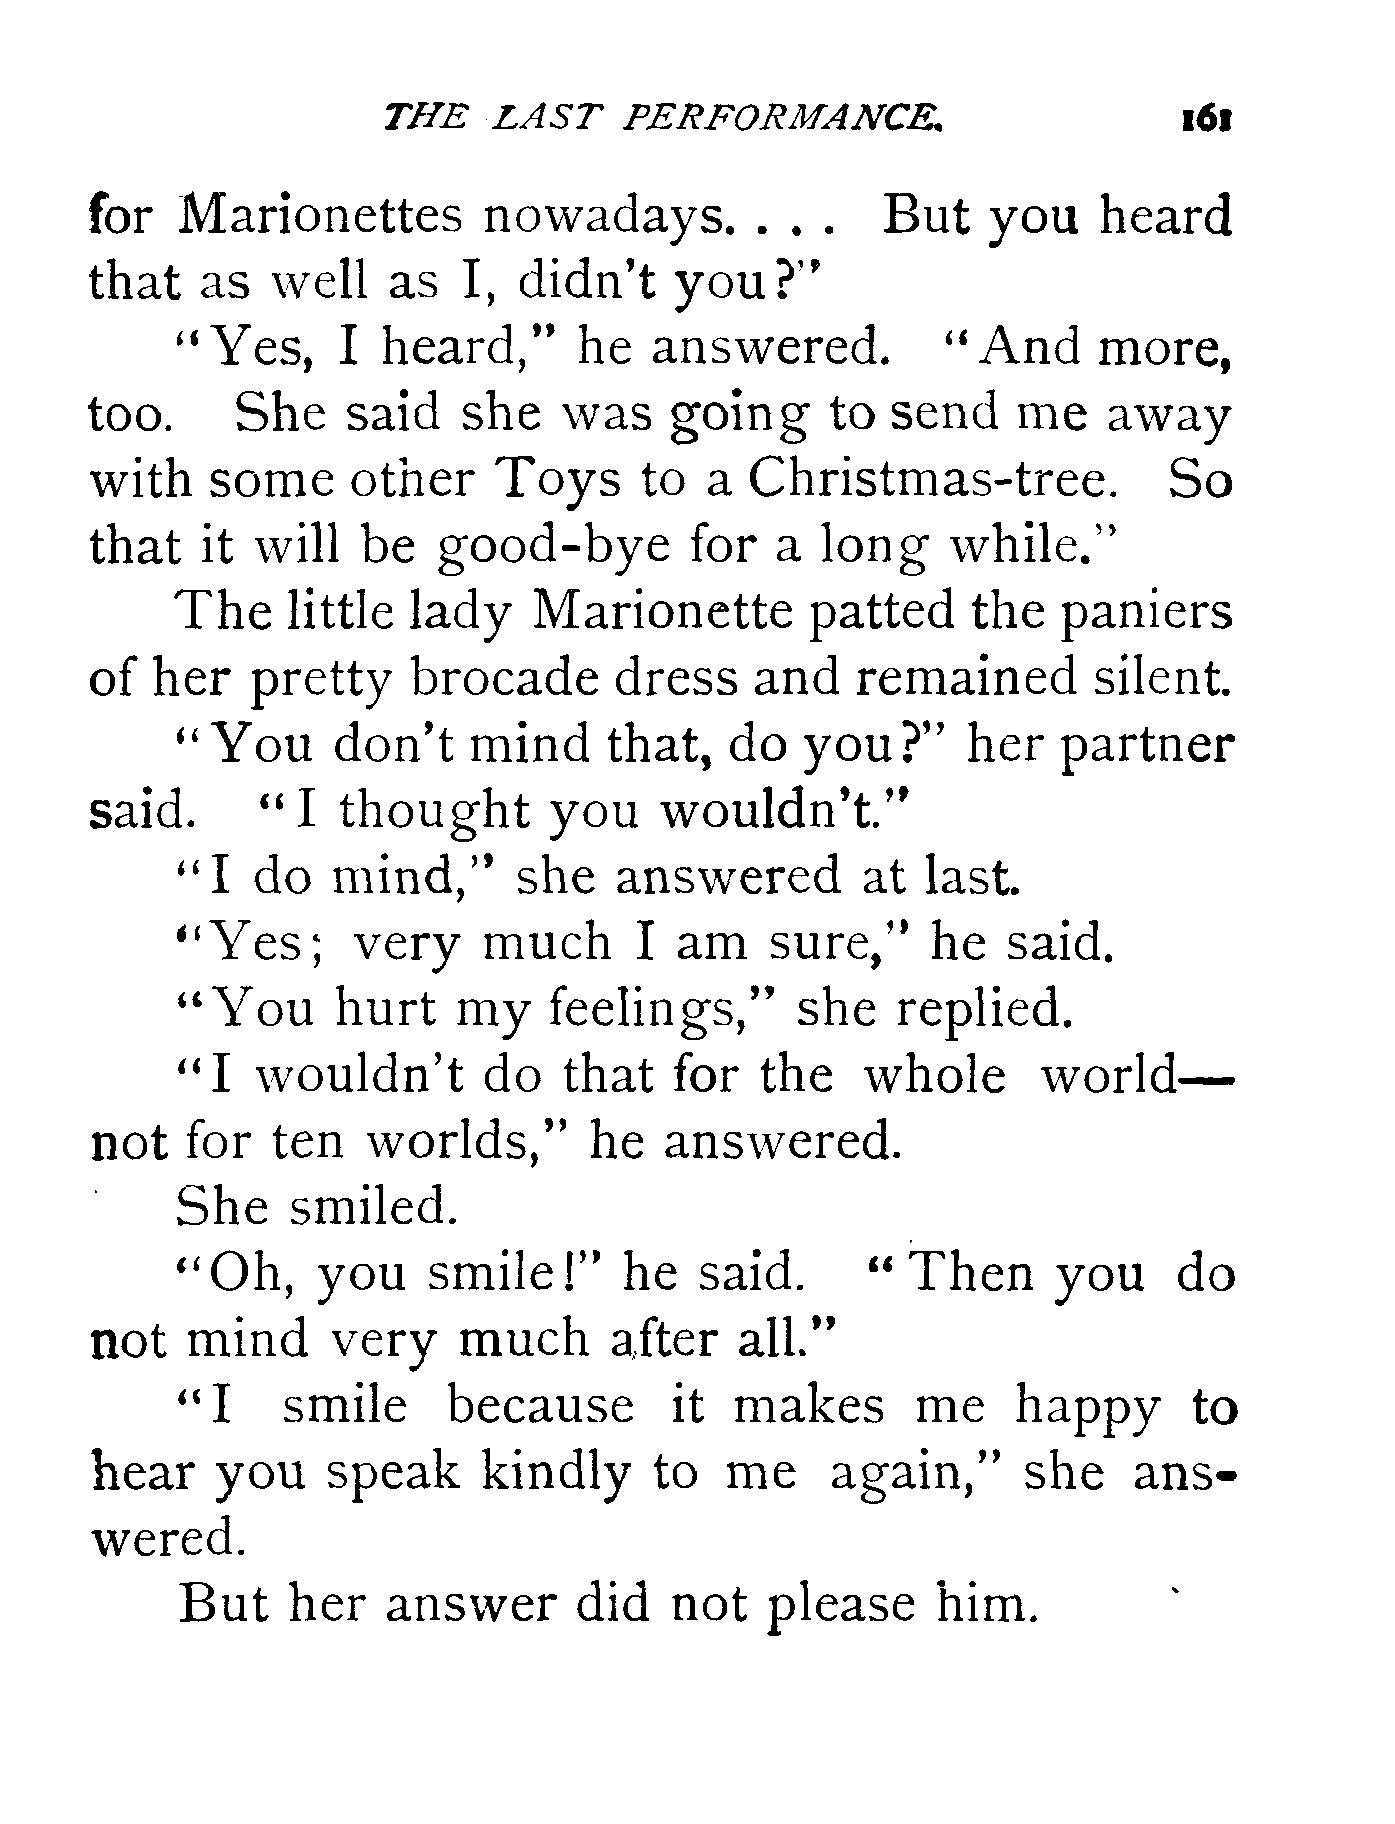 THE LAST PERFORMANCE. 161
for Marionettes nowadays. . . . But you heard
that as well as I, didn't you?"
"Yes, I heard," he answered. "And more,
too. She said she was going to send me away
with some other Toys to a Christmas-tree. So
that it will be good-bye for a long while."
The little lady Marionette patted the paniers
of her pretty brocade dress and remained silent.
"You don't mind that, do you?" her partner
said. "I thought you wouldn't."
"I do mind," she answered at last.
"Yes; very much I am sure," he said.
"You hurt my feelings," she replied.
"I wouldn't do that for the whole world—
not for ten worlds," he answered.
She smiled.
"Oh, you smile!" he said. "Then you do
not mind very much after all."
"I smile because it makes me happy to
hear you speak kindly to me again," she ans-
wered.
But her answer did not please him.